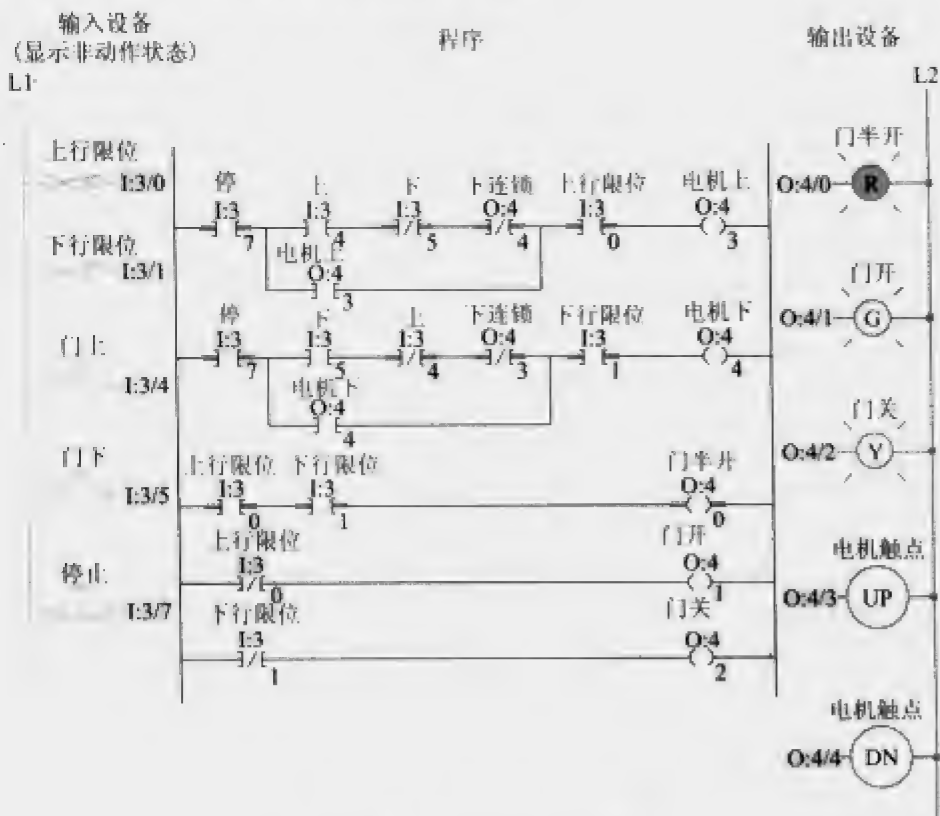 输入设备
(显示非动作状态)
程序
输出设备
L1
L2
上行限位
I:3/0
下行限位
I:3/1
门上
I:3/4
门下
I:3/5
停止
I:3/7
停 上 下 下连锁 上行限位 电机上
I:3 I:3 I:3 O:4 I:3 O:4
7 4 5 4 0 3
电机上
O:4
3
停 下 上 下连锁 下行限位 电机下
I:3 I:3 I:3 O:4 I:3 O:4
7 5 4 3 1 4
电机下
O:4
4
上行限位 下行限位 门半开
I:3 I:3 O:4
0 1 0
上行限位 门开
I:3 O:4
0 1
下行限位 门关
I:3 O:4
1 2
门半开
O:4/0 R
门开
O:4/1 G
门关
O:4/2 Y
电机触点
O:4/3 UP
电机触点
O:4/4 DN